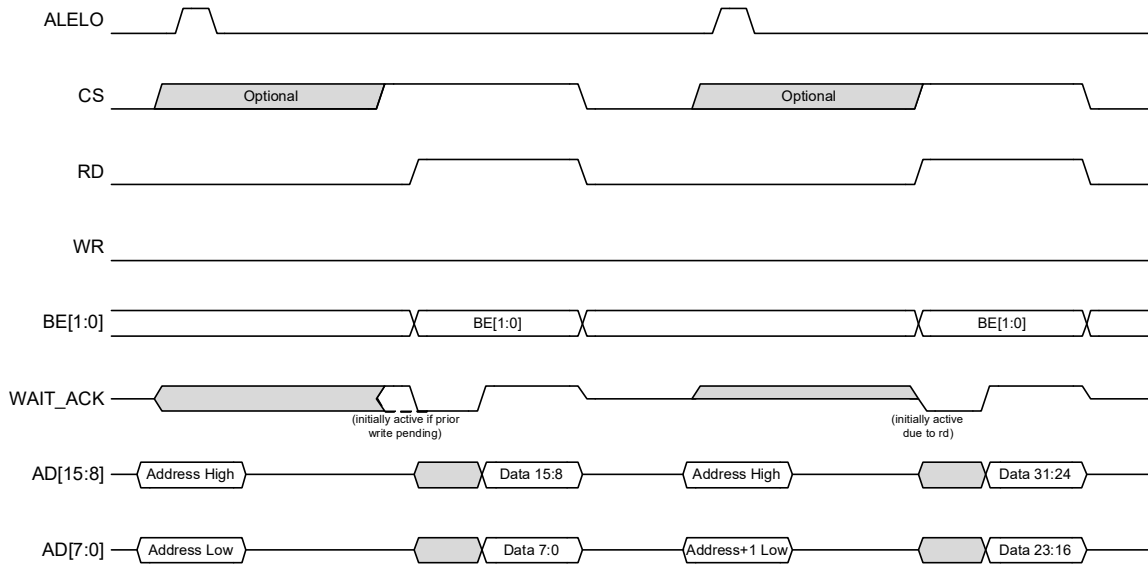 ALELO
CS
Optional
Optional
RD
WR
BE[1:0]
BE[1:0]
BE[1:0]
WAIT_ACK
(initially active if prior
write pending)
(initially active
due to rd)
AD[15:8]
Address High
Data 15:8
Address High
Data 31:24
AD[7:0]
Address Low
Data 7:0
Address+1 Low
Data 23:16